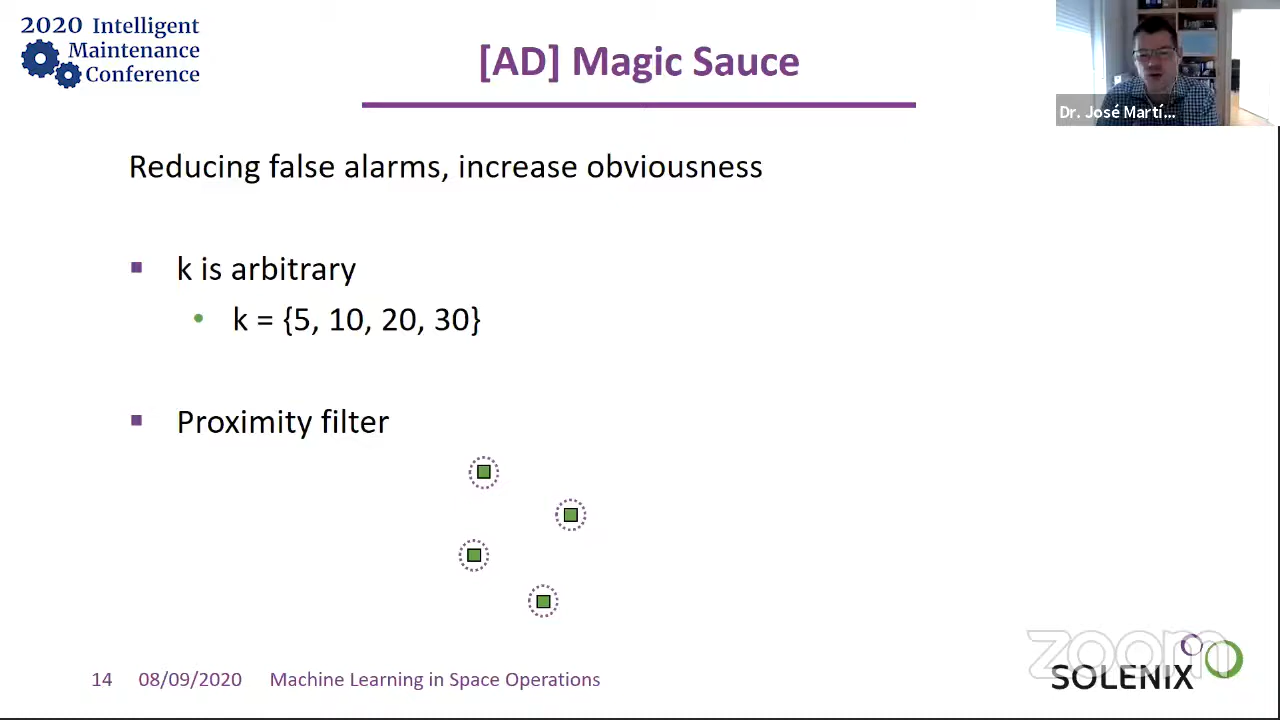 2020 Intelligent
Maintenance
Conference
[AD] Magic Sauce
Dr. José Martí...
Reducing false alarms, increase obviousness
k is arbitrary
k = {5, 10, 20, 30}
Proximity filter
zoom
SOLENIX
14 08/09/2020 Machine Learning in Space Operations